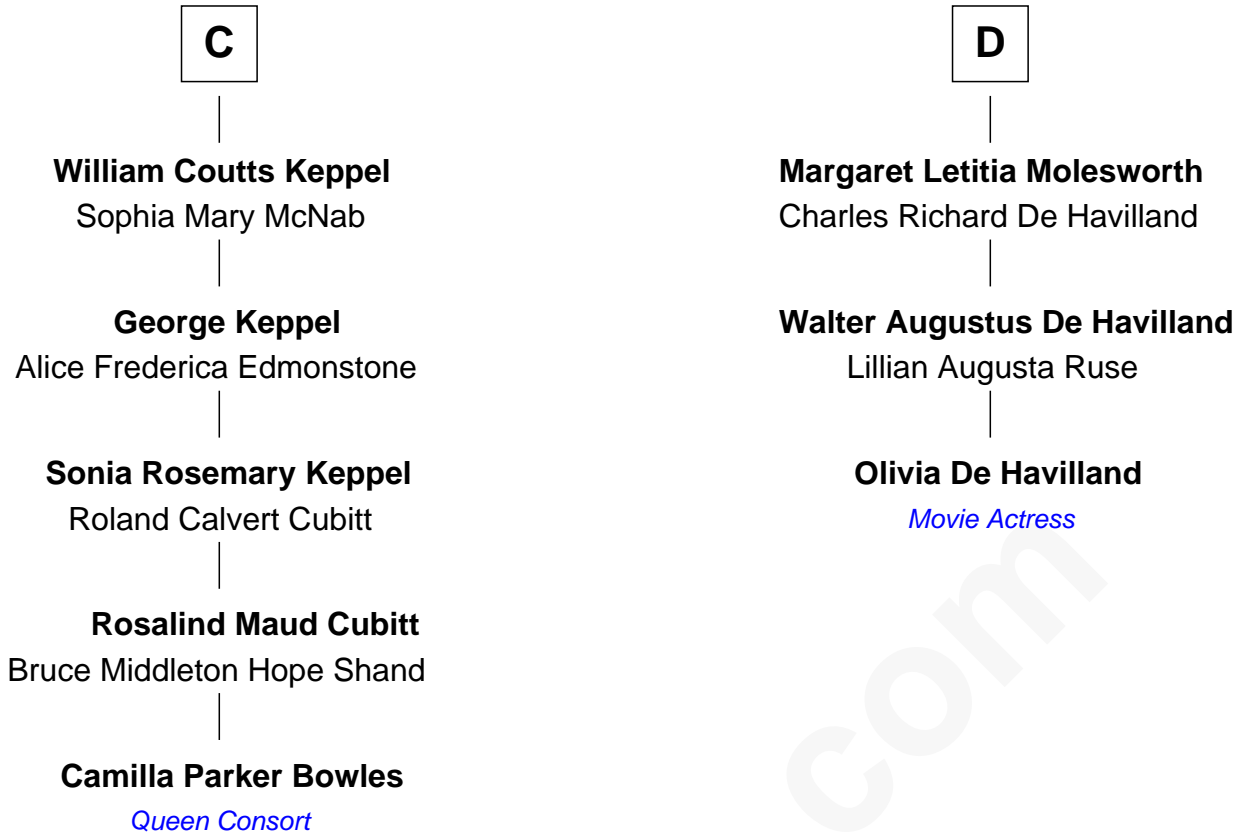 C
William Coutts Keppel
Sophia Mary McNab
George Keppel
Alice Frederica Edmonstone
Sonia Rosemary Keppel
Roland Calvert Cubitt
Rosalind Maud Cubitt
Bruce Middleton Hope Shand
Camilla Parker Bowles
Queen Consort
D
Margaret Letitia Molesworth
Charles Richard De Havilland
Walter Augustus De Havilland
Lillian Augusta Ruse
Olivia De Havilland
Movie Actress
com